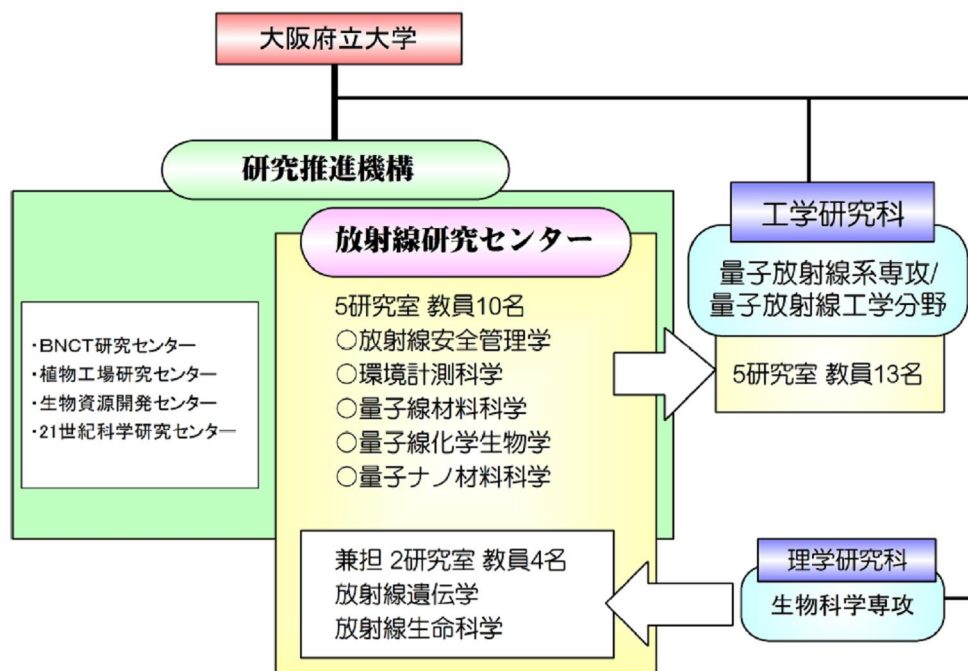 大阪府立大学
研究推進機構
放射線研究センター
・BNCT研究センター
・植物工場研究センター
・生物資源開発センター
・21世紀科学研究センター
5研究室 教員10名
○放射線安全管理学
○環境計測科学
○量子線材料科学
○量子線化学生物学
○量子ナノ材料科学
兼担 2研究室 教員4名
放射線遺伝学
放射線生命科学
工学研究科
量子放射線系専攻/
量子放射線工学分野
5研究室 教員13名
理学研究科
生物科学専攻